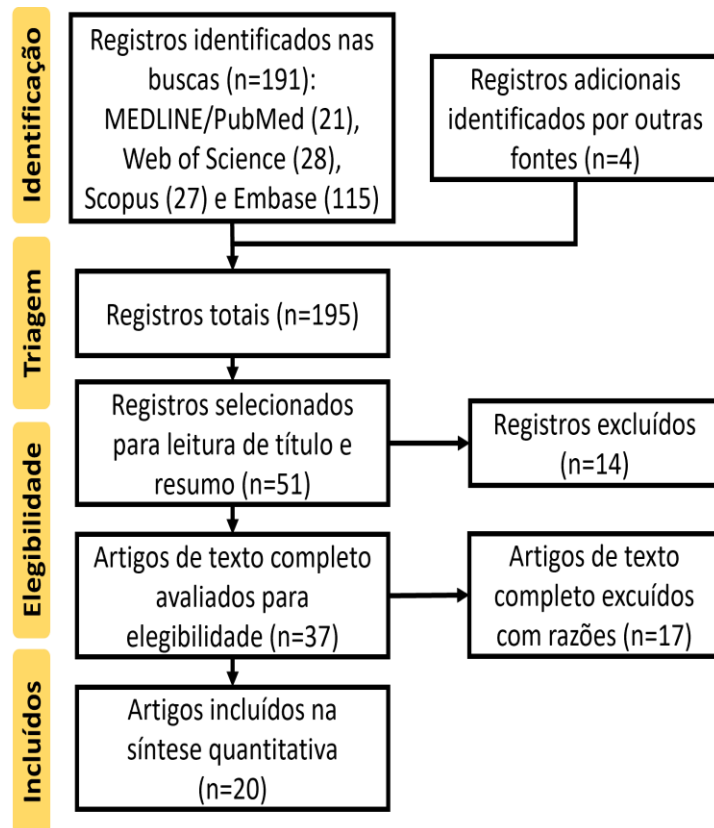 Identificação
Registros identificados nas
buscas (n=191):
MEDLINE/PubMed (21),
Web of Science (28),
Scopus (27) e Embase (115)
Registros adicionais
identificados por outras
fontes (n=4)
Triagem
Registros totais (n=195)
Registros selecionados
para leitura de título e
resumo (n=51)
Registros excluídos
(n=14)
Elegibilidade
Artigos de texto completo
avaliados para
elegibilidade (n=37)
Artigos de texto
completo excuídos
com razões (n=17)
Incluídos
Artigos incluídos na
síntese quantitativa
(n=20)